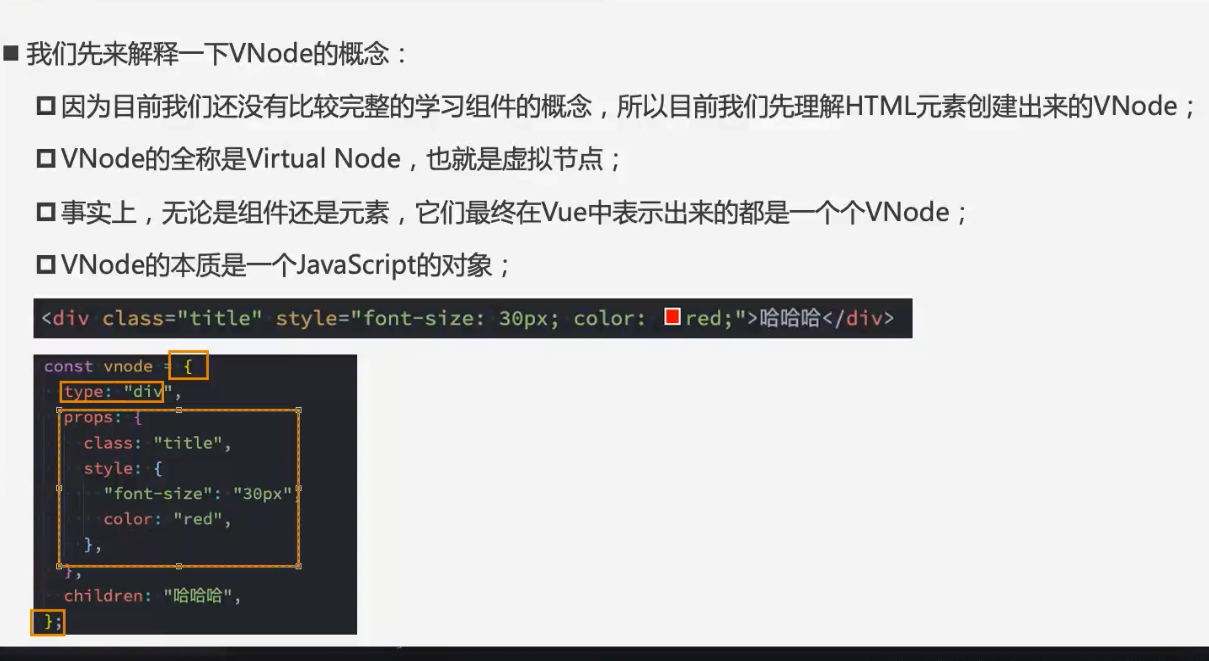 我们先来解释一下VNode的概念：
因为目前我们还没有比较完整的学习组件的概念，所以目前我们先理解HTML元素创建出来的VNode；
VNode的全称是Virtual Node，也就是虚拟节点；
事实上，无论是组件还是元素，它们最终在Vue中表示出来的都是一个个VNode；
VNode的本质是一个JavaScript的对象；
<div class="title" style="font-size: 30px; color: red;">哈哈哈</div>
const vnode = {
type: "div",
props: {
class: "title",
style: {
"font-size": "30px",
color: "red",
},
},
children: "哈哈哈",
};